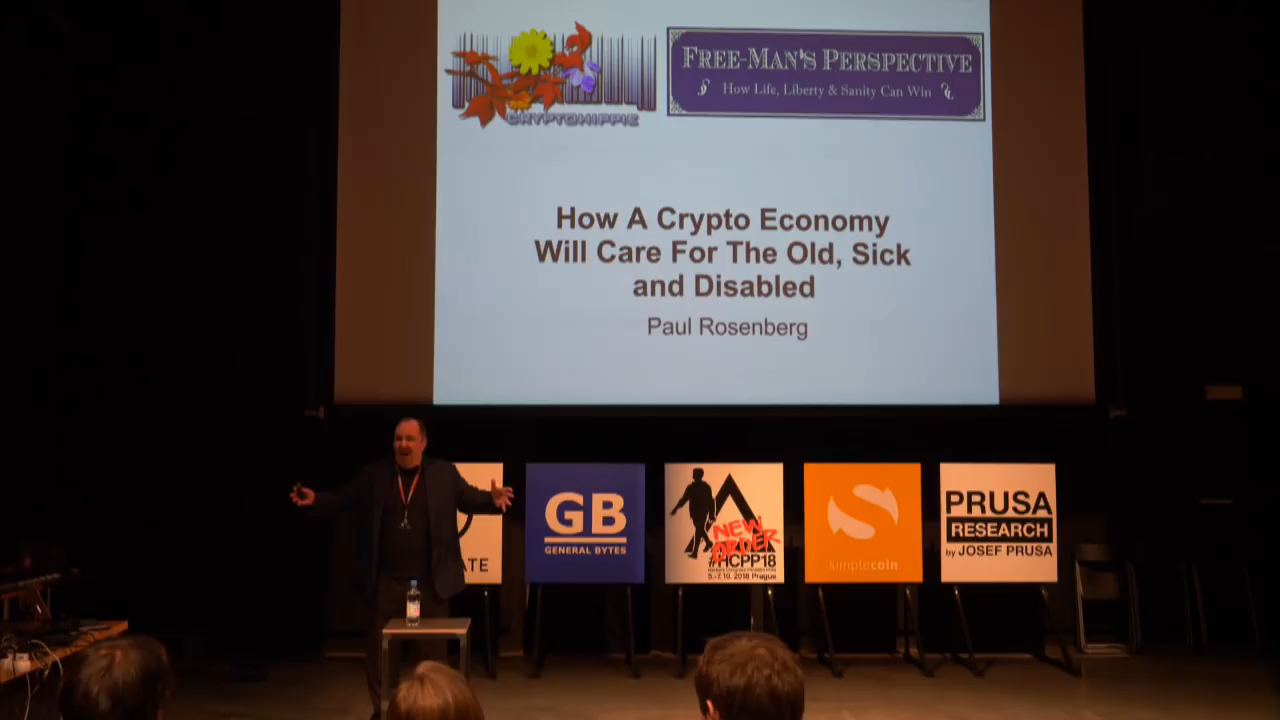 CRYPTOHIPPIE
FREE-MAN'S PERSPECTIVE
How Life, Liberty & Sanity Can Win
How A Crypto Economy
Will Care For The Old, Sick
and Disabled
Paul Rosenberg
ATE
GB
GENERAL BYTES
NEW
ORDER
#HCPP18
5.-7.10. 2018 Prague
simplecoin
PRUSA
RESEARCH
by JOSEF PRUSA